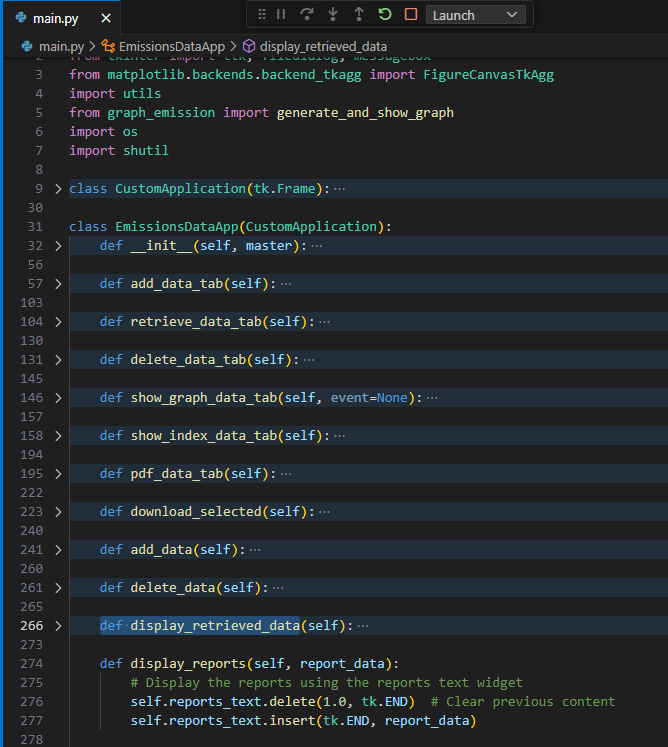 main.py ×
Launch
main.py > EmissionsDataApp > display_retrieved_data
2 from tkinter import ttk, filedialog, messagebox
3 from matplotlib.backends.backend_tkagg import FigureCanvasTkAgg
4 import utils
5 from graph_emission import generate_and_show_graph
6 import os
7 import shutil
8
9 > class CustomApplication(tk.Frame): ···
30
31 class EmissionsDataApp(CustomApplication):
32 > def __init__(self, master): ···
56
57 > def add_data_tab(self): ···
103
104 > def retrieve_data_tab(self): ···
130
131 > def delete_data_tab(self): ···
145
146 > def show_graph_data_tab(self, event=None): ···
157
158 > def show_index_data_tab(self): ···
194
195 > def pdf_data_tab(self): ···
222
223 > def download_selected(self): ···
240
241 > def add_data(self): ···
260
261 > def delete_data(self): ···
265
266 > def display_retrieved_data(self): ···
273
274 def display_reports(self, report_data):
275 # Display the reports using the reports text widget
276 self.reports_text.delete(1.0, tk.END) # Clear previous content
277 self.reports_text.insert(tk.END, report_data)
278